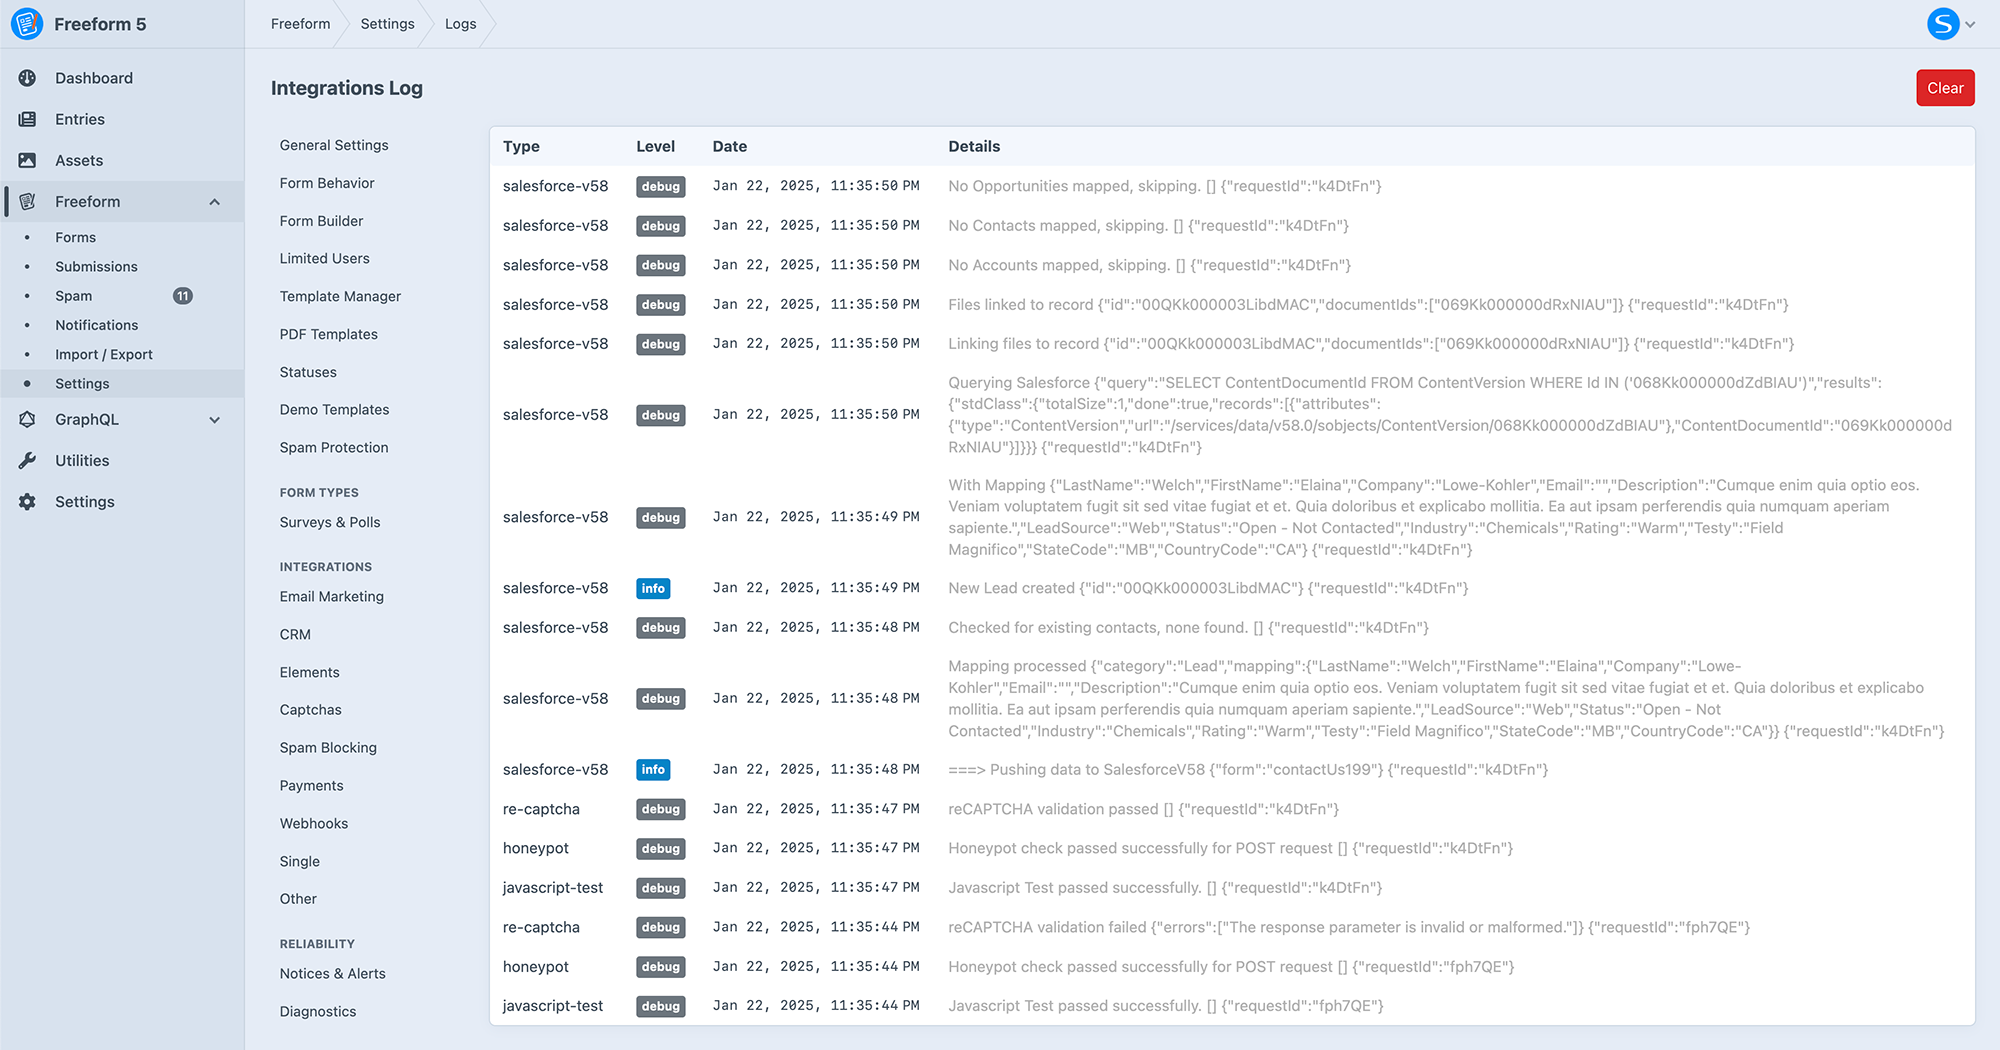 Freeform 5
Freeform
Settings
Logs
S
Dashboard
Entries
Assets
Freeform
Forms
Submissions
Spam 11
Notifications
Import / Export
Settings
GraphQL
Utilities
Settings
Integrations Log
Clear
General Settings
Form Behavior
Form Builder
Limited Users
Template Manager
PDF Templates
Statuses
Demo Templates
Spam Protection
FORM TYPES
Surveys & Polls
INTEGRATIONS
Email Marketing
CRM
Elements
Captchas
Spam Blocking
Payments
Webhooks
Single
Other
RELIABILITY
Notices & Alerts
Diagnostics
Type Level Date Details
salesforce-v58 debug Jan 22, 2025, 11:35:50 PM No Opportunities mapped, skipping. [] {"requestId":"k4DtFn"}
salesforce-v58 debug Jan 22, 2025, 11:35:50 PM No Contacts mapped, skipping. [] {"requestId":"k4DtFn"}
salesforce-v58 debug Jan 22, 2025, 11:35:50 PM No Accounts mapped, skipping. [] {"requestId":"k4DtFn"}
salesforce-v58 debug Jan 22, 2025, 11:35:50 PM Files linked to record {"id":"00QKk000003LibdMAC","documentIds":["069Kk000000dRxNIAU"]} {"requestId":"k4DtFn"}
salesforce-v58 debug Jan 22, 2025, 11:35:50 PM Linking files to record {"id":"00QKk000003LibdMAC","documentIds":["069Kk000000dRxNIAU"]} {"requestId":"k4DtFn"}
salesforce-v58 debug Jan 22, 2025, 11:35:50 PM Querying Salesforce {"query":"SELECT ContentDocumentId FROM ContentVersion WHERE Id IN ('068Kk000000dZdBIAU')","results":
{"stdClass":{"totalSize":1,"done":true,"records":[{"attributes":
{"type":"ContentVersion","url":"/services/data/v58.0/sobjects/ContentVersion/068Kk000000dZdBIAU"},"ContentDocumentId":"069Kk000000d
RxNIAU"}]}}} {"requestId":"k4DtFn"}
salesforce-v58 debug Jan 22, 2025, 11:35:49 PM With Mapping {"LastName":"Welch","FirstName":"Elaina","Company":"Lowe-Kohler","Email":"","Description":"Cumque enim quia optio eos.
Veniam voluptatem fugit sit sed vitae fugiat et et. Quia doloribus et explicabo mollitia. Ea aut ipsam perferendis quia numquam aperiam
sapiente.","LeadSource":"Web","Status":"Open - Not Contacted","Industry":"Chemicals","Rating":"Warm","Testy":"Field
Magnifico","StateCode":"MB","CountryCode":"CA"} {"requestId":"k4DtFn"}
salesforce-v58 info Jan 22, 2025, 11:35:49 PM New Lead created {"id":"00QKk000003LibdMAC"} {"requestId":"k4DtFn"}
salesforce-v58 debug Jan 22, 2025, 11:35:48 PM Checked for existing contacts, none found. [] {"requestId":"k4DtFn"}
salesforce-v58 debug Jan 22, 2025, 11:35:48 PM Mapping processed {"category":"Lead","mapping":{"LastName":"Welch","FirstName":"Elaina","Company":"Lowe-
Kohler","Email":"","Description":"Cumque enim quia optio eos. Veniam voluptatem fugit sit sed vitae fugiat et et. Quia doloribus et explicabo
mollitia. Ea aut ipsam perferendis quia numquam aperiam sapiente.","LeadSource":"Web","Status":"Open - Not
Contacted","Industry":"Chemicals","Rating":"Warm","Testy":"Field Magnifico","StateCode":"MB","CountryCode":"CA"}} {"requestId":"k4DtFn"}
salesforce-v58 info Jan 22, 2025, 11:35:48 PM ===> Pushing data to SalesforceV58 {"form":"contactUs199"} {"requestId":"k4DtFn"}
re-captcha debug Jan 22, 2025, 11:35:47 PM reCAPTCHA validation passed [] {"requestId":"k4DtFn"}
honeypot debug Jan 22, 2025, 11:35:47 PM Honeypot check passed successfully for POST request [] {"requestId":"k4DtFn"}
javascript-test debug Jan 22, 2025, 11:35:47 PM Javascript Test passed successfully. [] {"requestId":"k4DtFn"}
re-captcha debug Jan 22, 2025, 11:35:44 PM reCAPTCHA validation failed {"errors":["The response parameter is invalid or malformed."]} {"requestId":"fph7QE"}
honeypot debug Jan 22, 2025, 11:35:44 PM Honeypot check passed successfully for POST request [] {"requestId":"fph7QE"}
javascript-test debug Jan 22, 2025, 11:35:44 PM Javascript Test passed successfully. [] {"requestId":"fph7QE"}